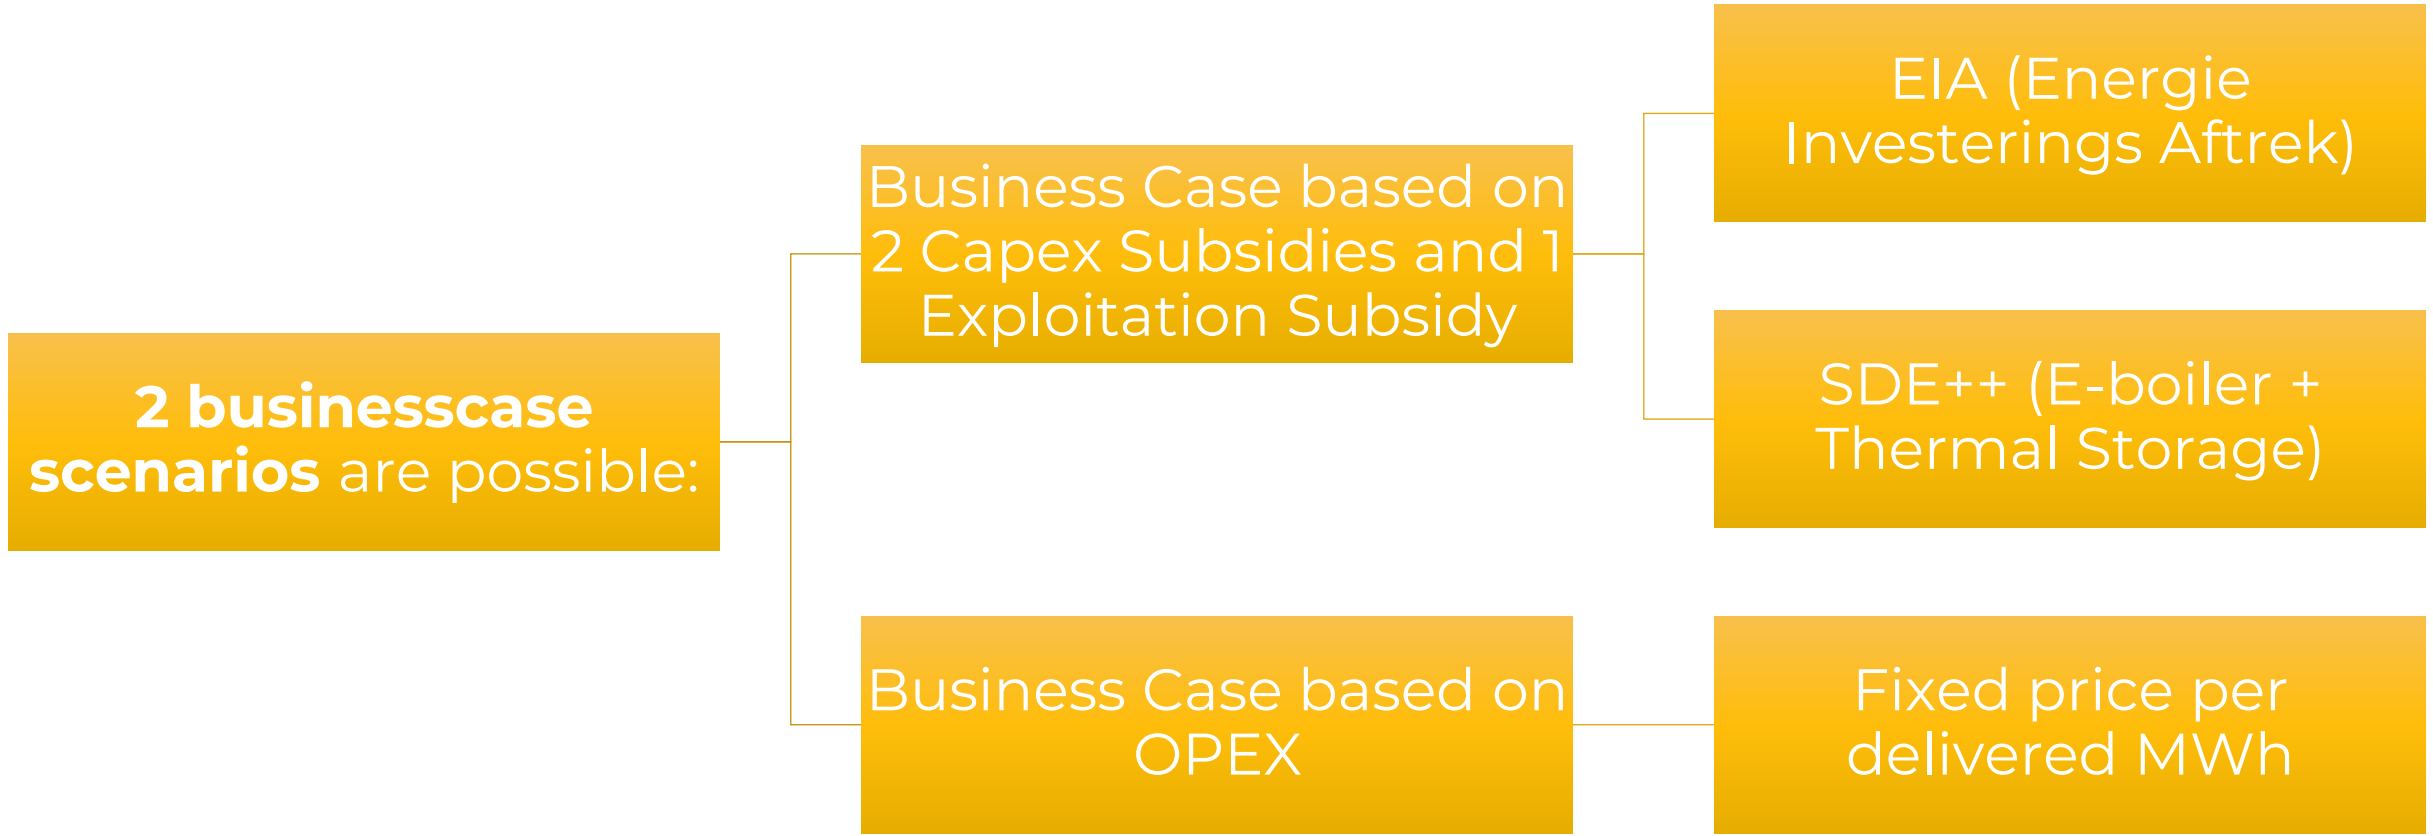 2 businesscase
scenarios are possible:
Business Case based on
2 Capex Subsidies and 1
Exploitation Subsidy
EIA (Energie
Investerings Aftrek)
SDE++ (E-boiler +
Thermal Storage)
Business Case based on
OPEX
Fixed price per
delivered MWh